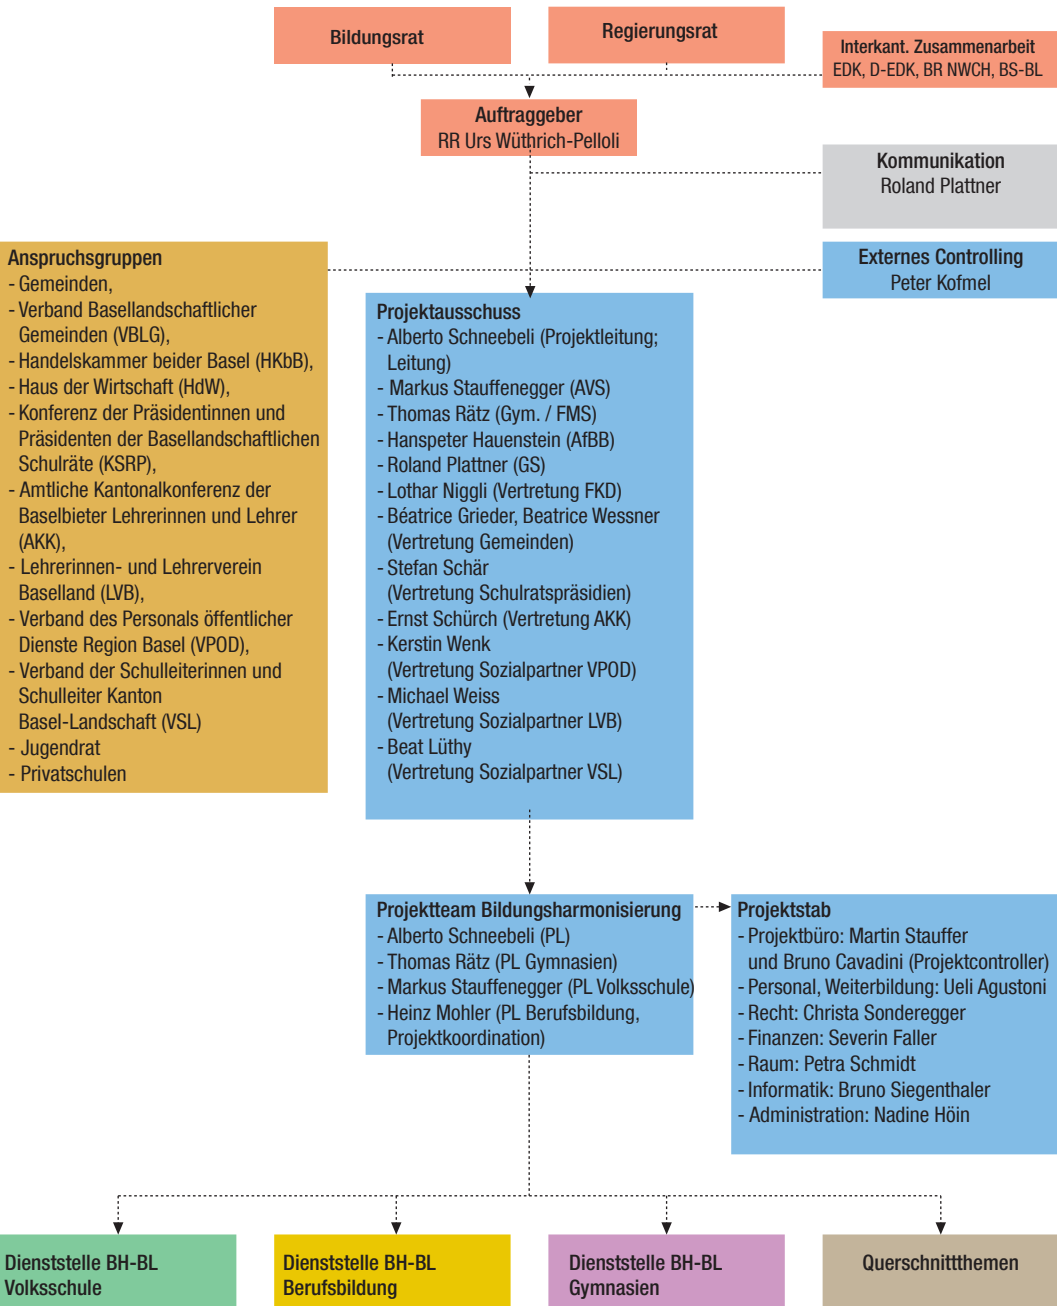 Bildungsrat
Regierungsrat
Interkant. Zusammenarbeit
EDK, D-EDK, BR NWCH, BS-BL
Auftraggeber
RR Urs Wüthrich-Pelloli
Kommunikation
Roland Plattner
Externes Controlling
Peter Kofmel
Anspruchsgruppen
- Gemeinden,
- Verband Basellandschaftlicher
Gemeinden (VBLG),
- Handelskammer beider Basel (HKbB),
- Haus der Wirtschaft (HdW),
- Konferenz der Präsidentinnen und
Präsidenten der Basellandschaftlichen
Schulräte (KSRP),
- Amtliche Kantonalkonferenz der
Baselbieter Lehrerinnen und Lehrer
(AKK),
- Lehrerinnen- und Lehrerverein
Baselland (LVB),
- Verband des Personals öffentlicher
Dienste Region Basel (VPOD),
- Verband der Schulleiterinnen und
Schulleiter Kanton
Basel-Landschaft (VSL)
- Jugendrat
- Privatschulen
Projektausschuss
- Alberto Schneebeli (Projektleitung;
Leitung)
- Markus Stauffenegger (AVS)
- Thomas Rätz (Gym. / FMS)
- Hanspeter Hauenstein (AfBB)
- Roland Plattner (GS)
- Lothar Niggli (Vertretung FKD)
- Béatrice Grieder, Beatrice Wessner
(Vertretung Gemeinden)
- Stefan Schär
(Vertretung Schulratspräsidien)
- Ernst Schürch (Vertretung AKK)
- Kerstin Wenk
(Vertretung Sozialpartner VPOD)
- Michael Weiss
(Vertretung Sozialpartner LVB)
- Beat Lüthy
(Vertretung Sozialpartner VSL)
Projektteam Bildungsharmonisierung
- Alberto Schneebeli (PL)
- Thomas Rätz (PL Gymnasien)
- Markus Stauffenegger (PL Volksschule)
- Heinz Mohler (PL Berufsbildung,
Projektkoordination)
Projektstab
- Projektbüro: Martin Stauffer
und Bruno Cavadini (Projektcontroller)
- Personal, Weiterbildung: Ueli Agustoni
- Recht: Christa Sonderegger
- Finanzen: Severin Faller
- Raum: Petra Schmidt
- Informatik: Bruno Siegenthaler
- Administration: Nadine Höin
Dienststelle BH-BL
Volksschule
Dienststelle BH-BL
Berufsbildung
Dienststelle BH-BL
Gymnasien
Querschnittthemen